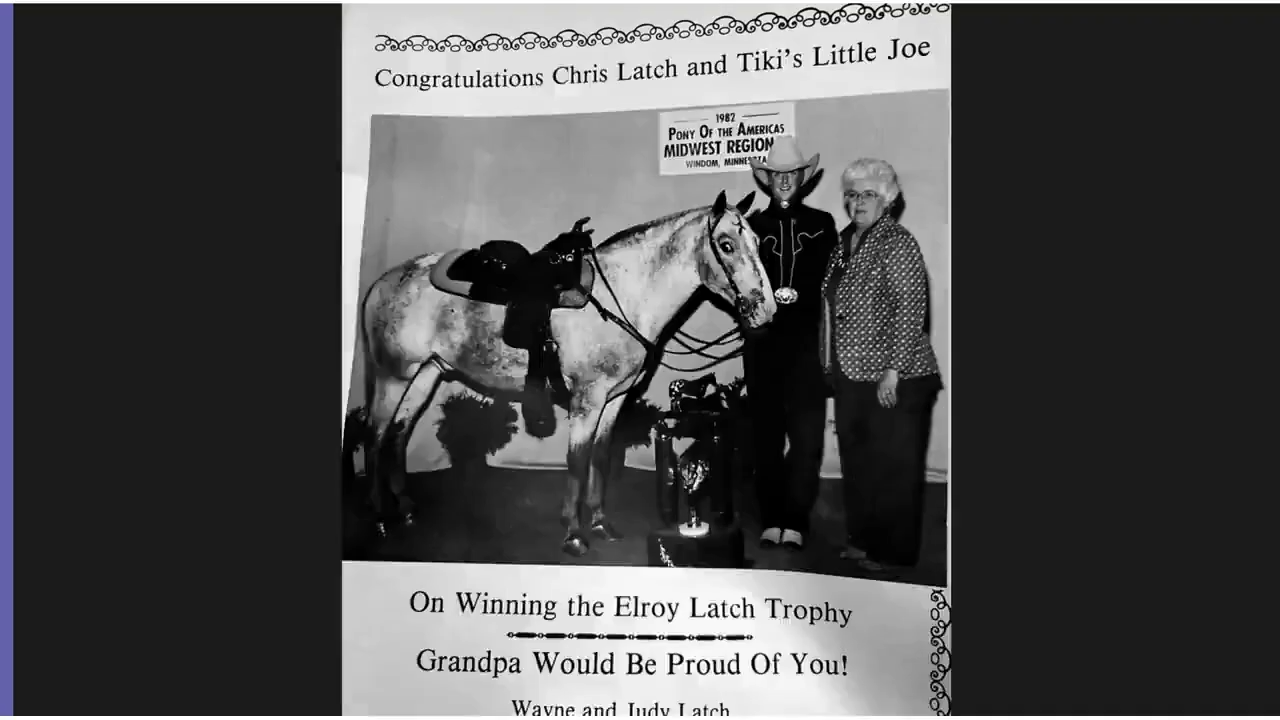 Congratulations Chris Latch and Tiki's Little Joe
1982
PONY OF THE AMERICAS
MIDWEST REGION
WINDOM, MINNESTA
On Winning the Elroy Latch Trophy
Grandpa Would Be Proud Of You!
Wayne and Judy Latch